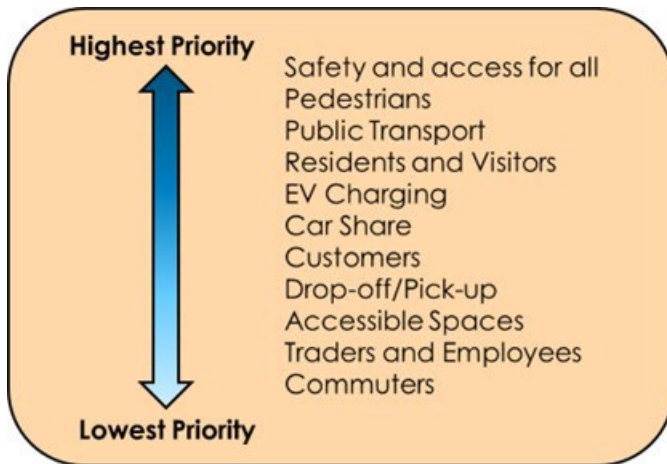 Highest Priority
Safety and access for all
Pedestrians
Public Transport
Residents and Visitors
EV Charging
Car Share
Customers
Drop-off/Pick-up
Accessible Spaces
Traders and Employees
Commuters
Lowest Priority